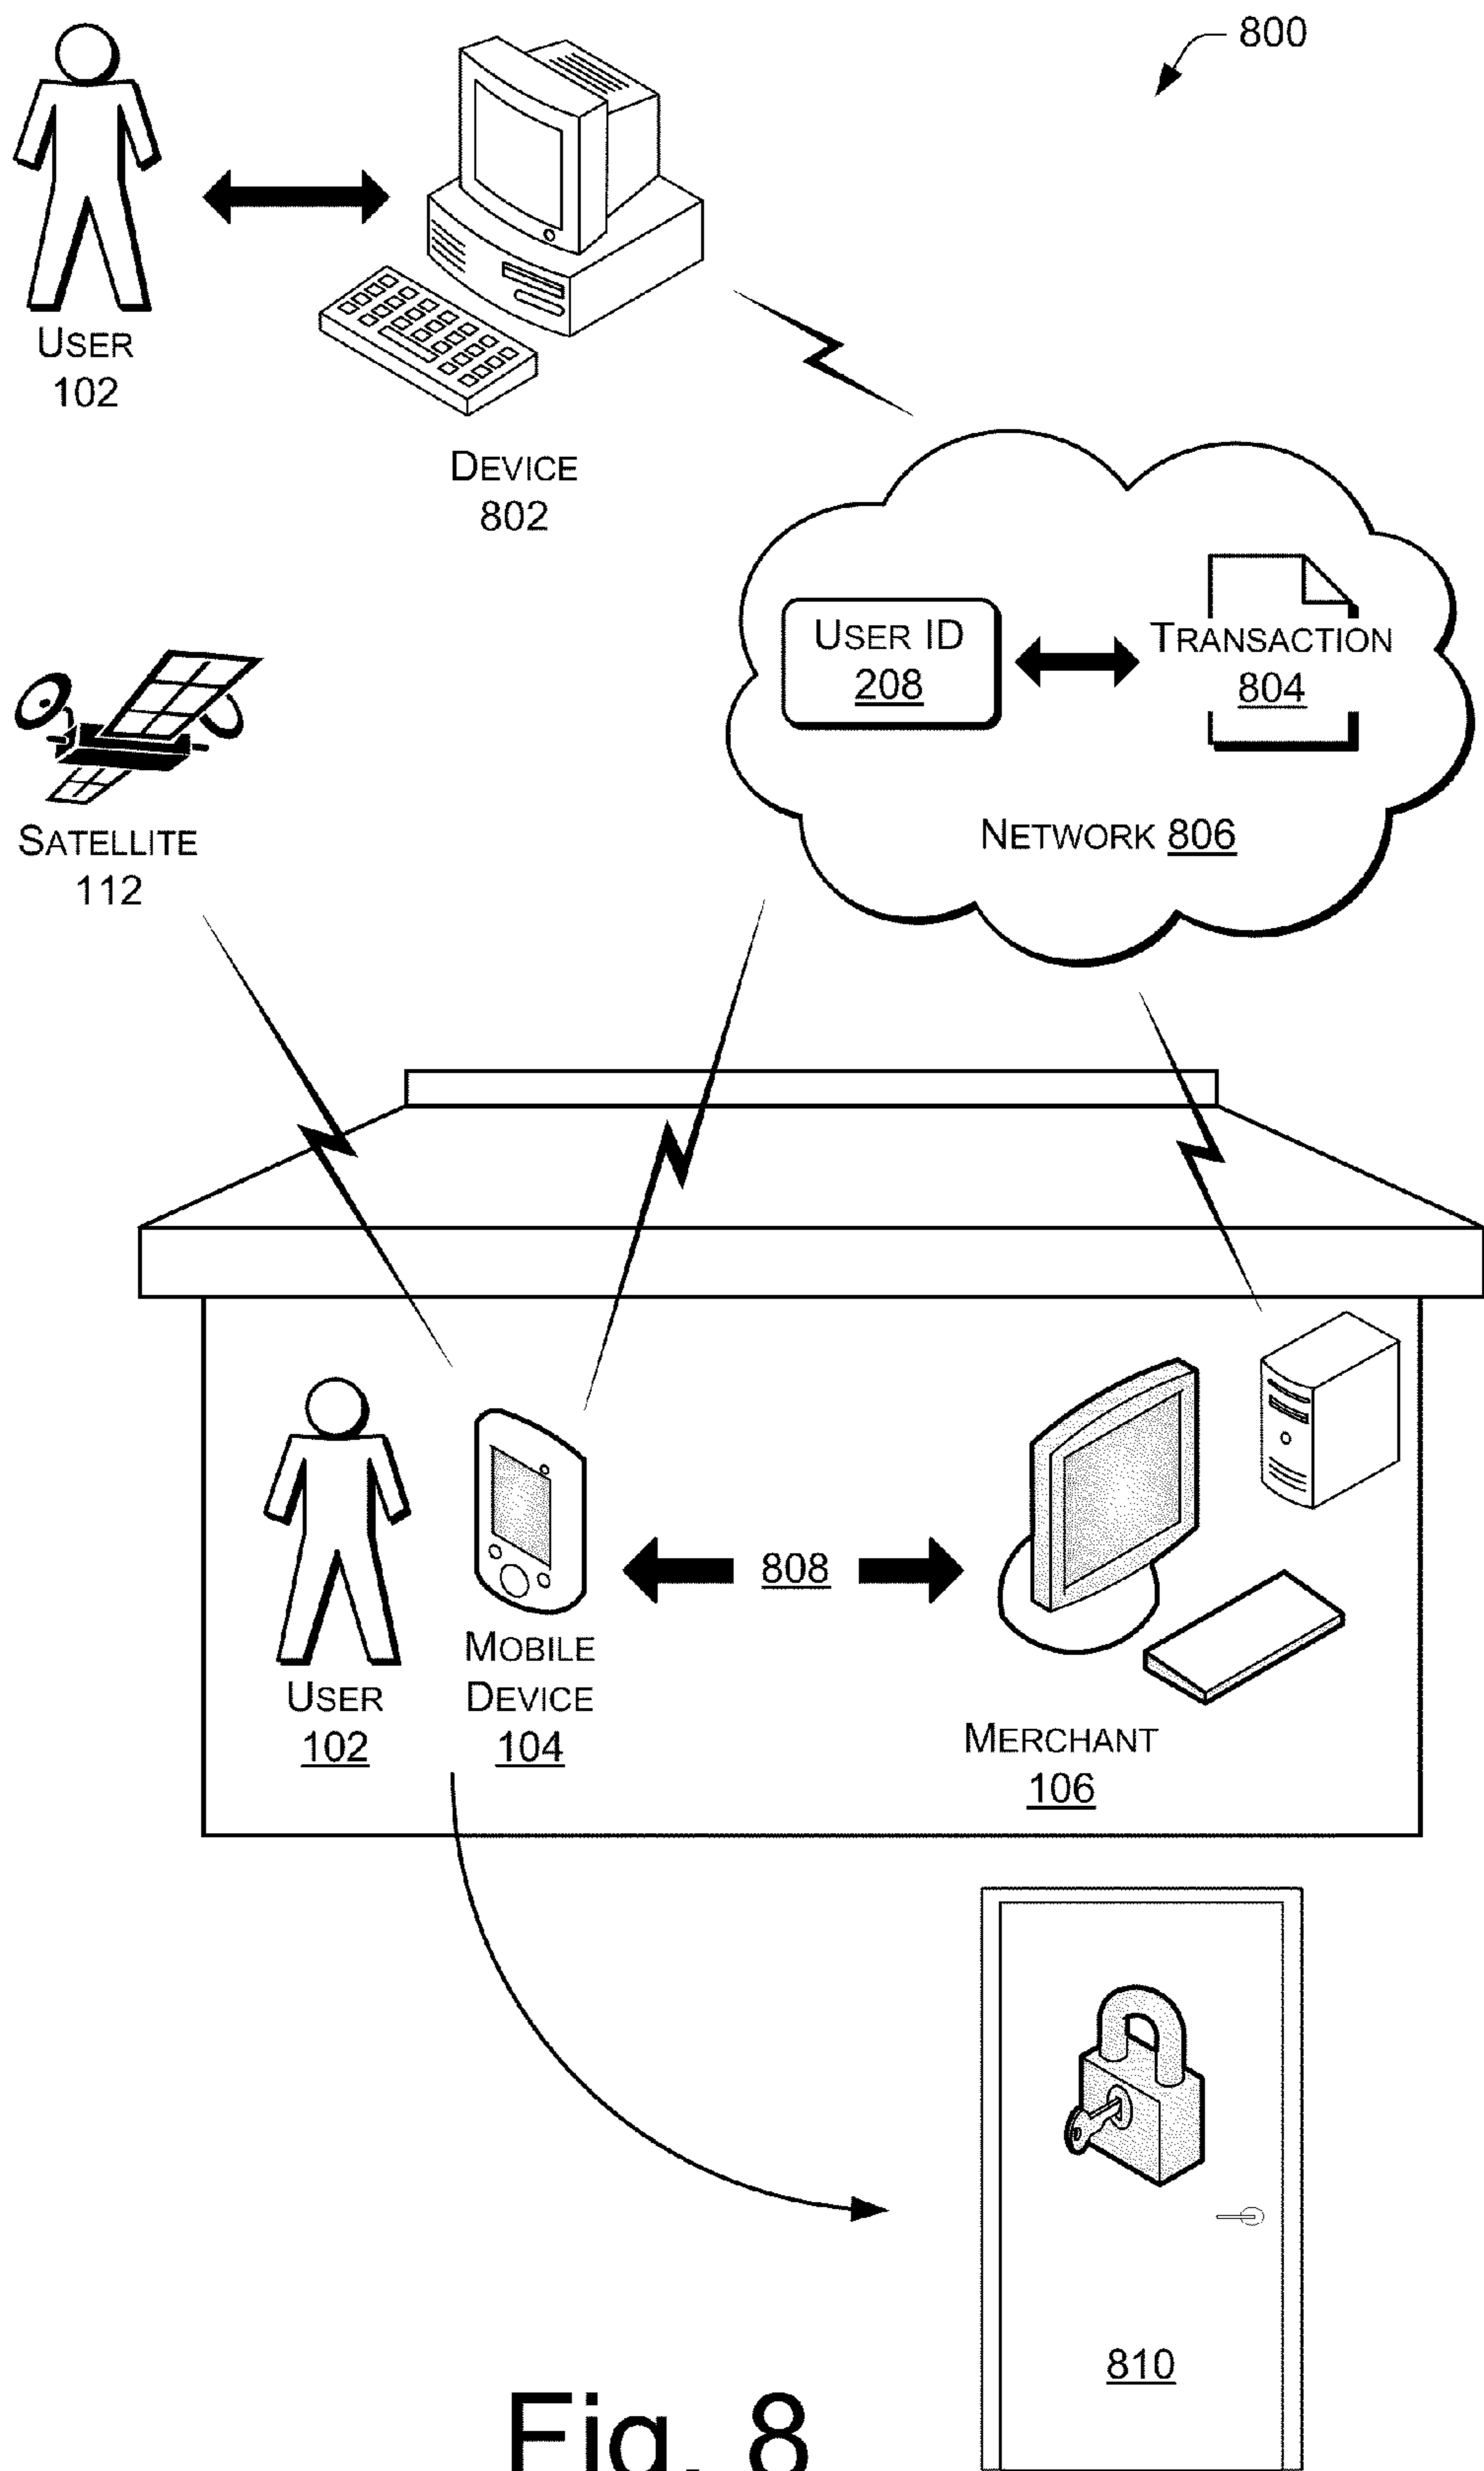 800
USER
102
DEVICE
802
USER ID
208
TRANSACTION
804
NETWORK 806
SATELLITE
112
808
USER
102
MOBILE
DEVICE
104
MERCHANT
106
810
Fig. 8